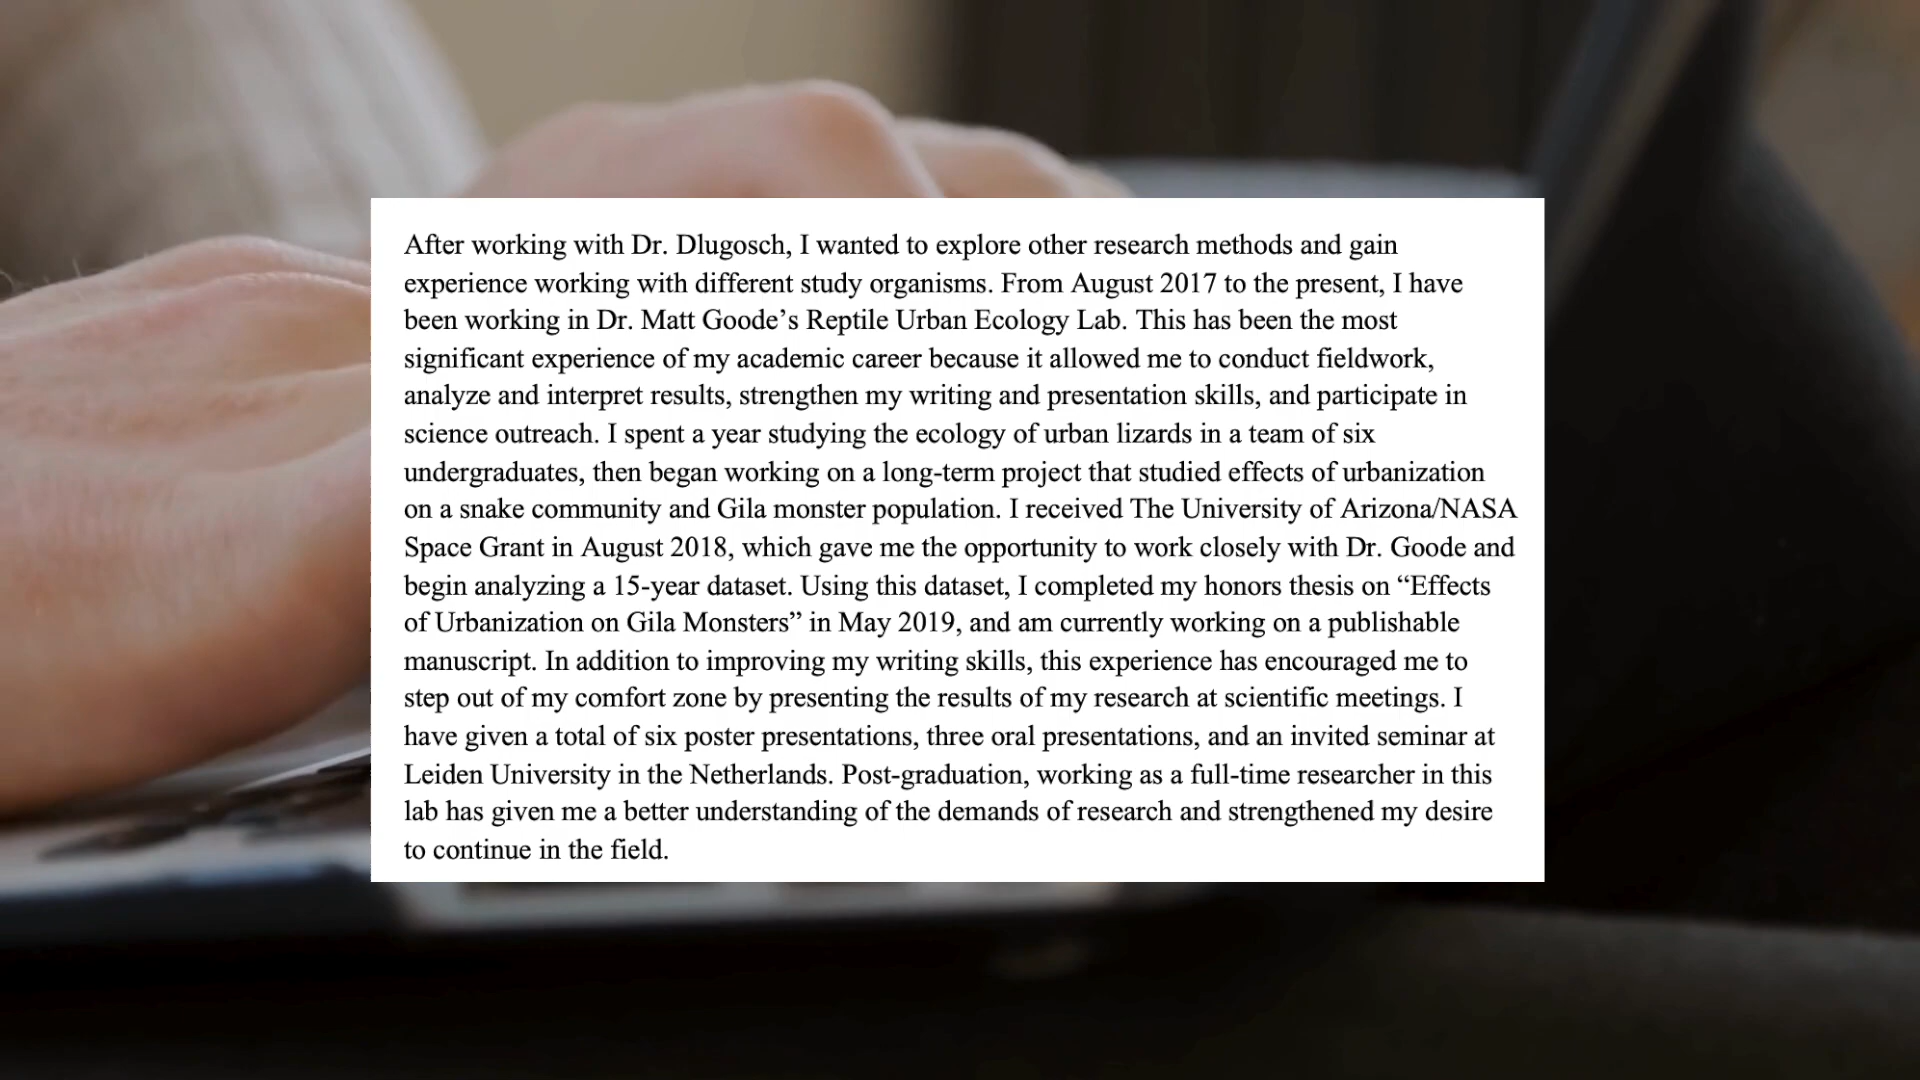 After working with Dr. Dlugosch, I wanted to explore other research methods and gain
experience working with different study organisms. From August 2017 to the present, I have
been working in Dr. Matt Goode’s Reptile Urban Ecology Lab. This has been the most
significant experience of my academic career because it allowed me to conduct fieldwork,
analyze and interpret results, strengthen my writing and presentation skills, and participate in
science outreach. I spent a year studying the ecology of urban lizards in a team of six
undergraduates, then began working on a long-term project that studied effects of urbanization
on a snake community and Gila monster population. I received The University of Arizona/NASA
Space Grant in August 2018, which gave me the opportunity to work closely with Dr. Goode and
begin analyzing a 15-year dataset. Using this dataset, I completed my honors thesis on “Effects
of Urbanization on Gila Monsters” in May 2019, and am currently working on a publishable
manuscript. In addition to improving my writing skills, this experience has encouraged me to
step out of my comfort zone by presenting the results of my research at scientific meetings. I
have given a total of six poster presentations, three oral presentations, and an invited seminar at
Leiden University in the Netherlands. Post-graduation, working as a full-time researcher in this
lab has given me a better understanding of the demands of research and strengthened my desire
to continue in the field.